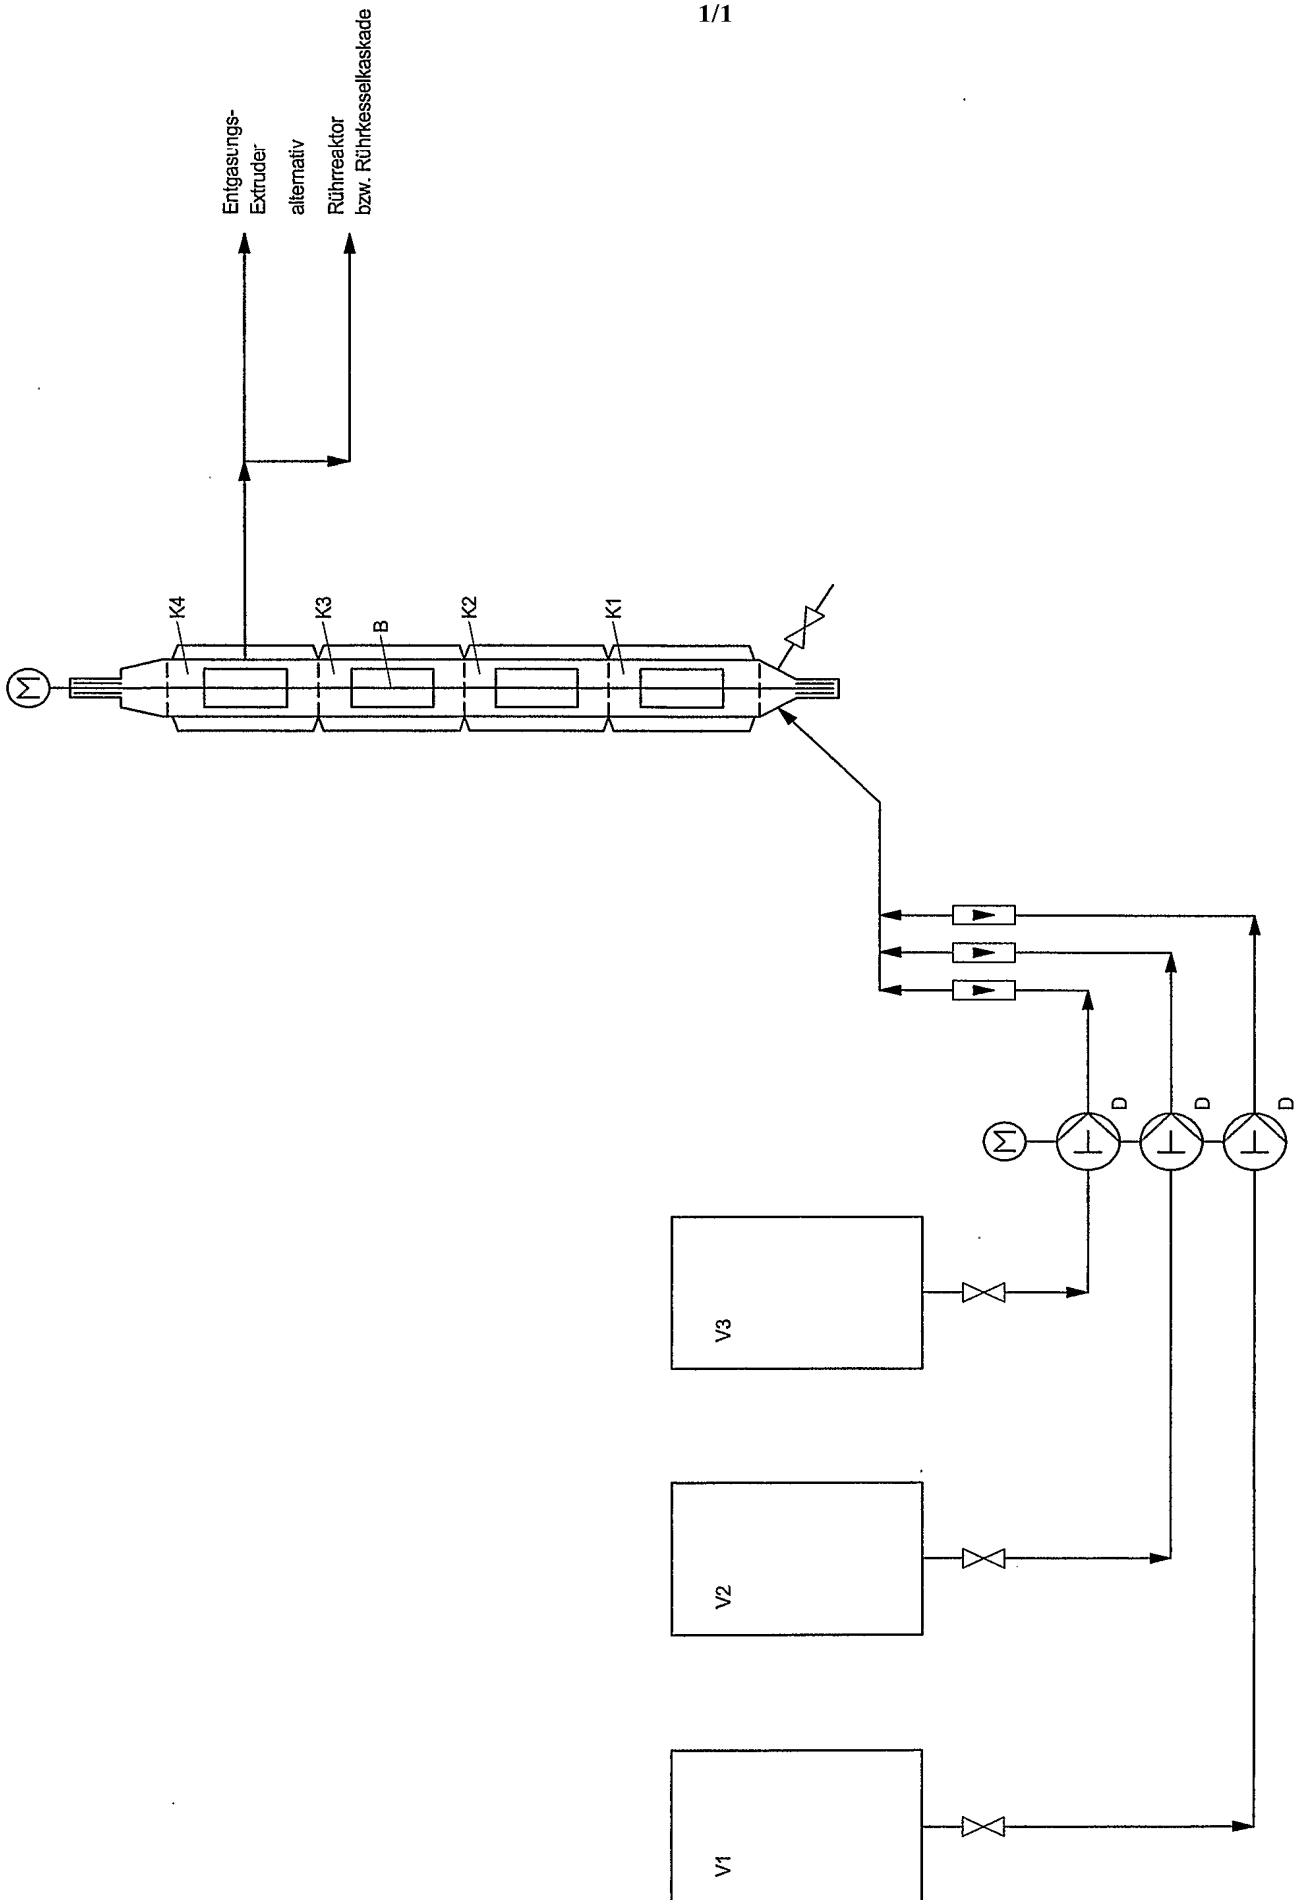 1/1
Entgasungs-
Extruder
alternativ
Rührreaktor
bzw. Rührkesselkaskade
M
K4
K3
B
K2
K1
M
D
D
D
V3
V2
V1